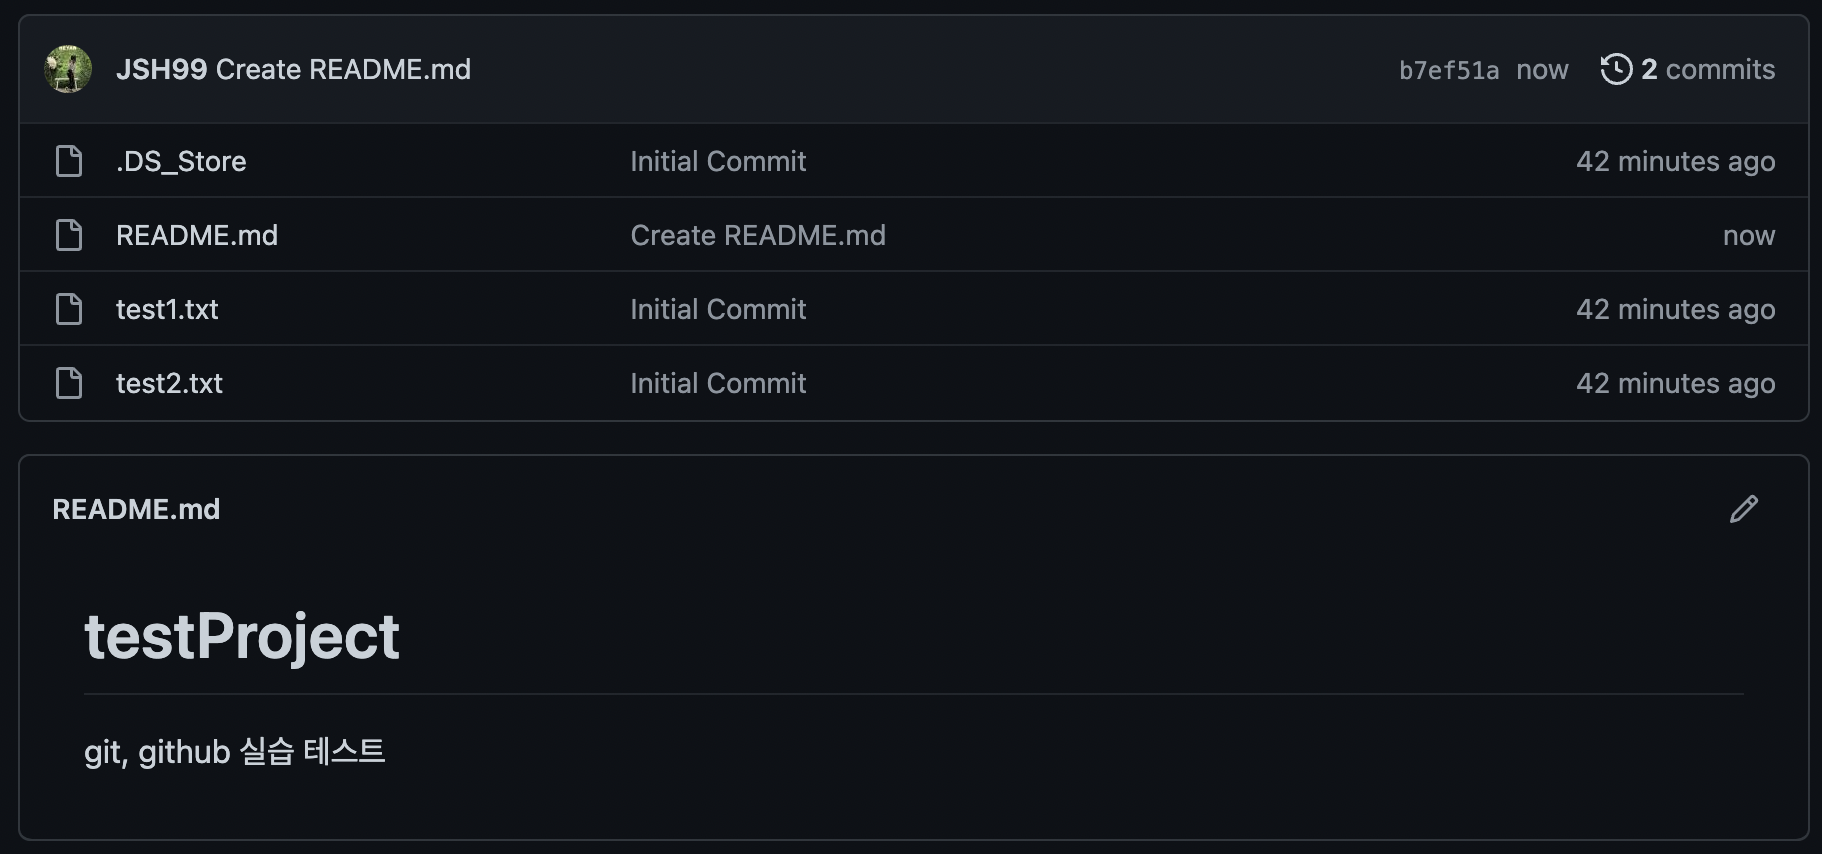 JSH99 Create README.md b7ef51a now 2 commits
.DS_Store Initial Commit 42 minutes ago
README.md Create README.md now
test1.txt Initial Commit 42 minutes ago
test2.txt Initial Commit 42 minutes ago
README.md
testProject
git, github 실습 테스트